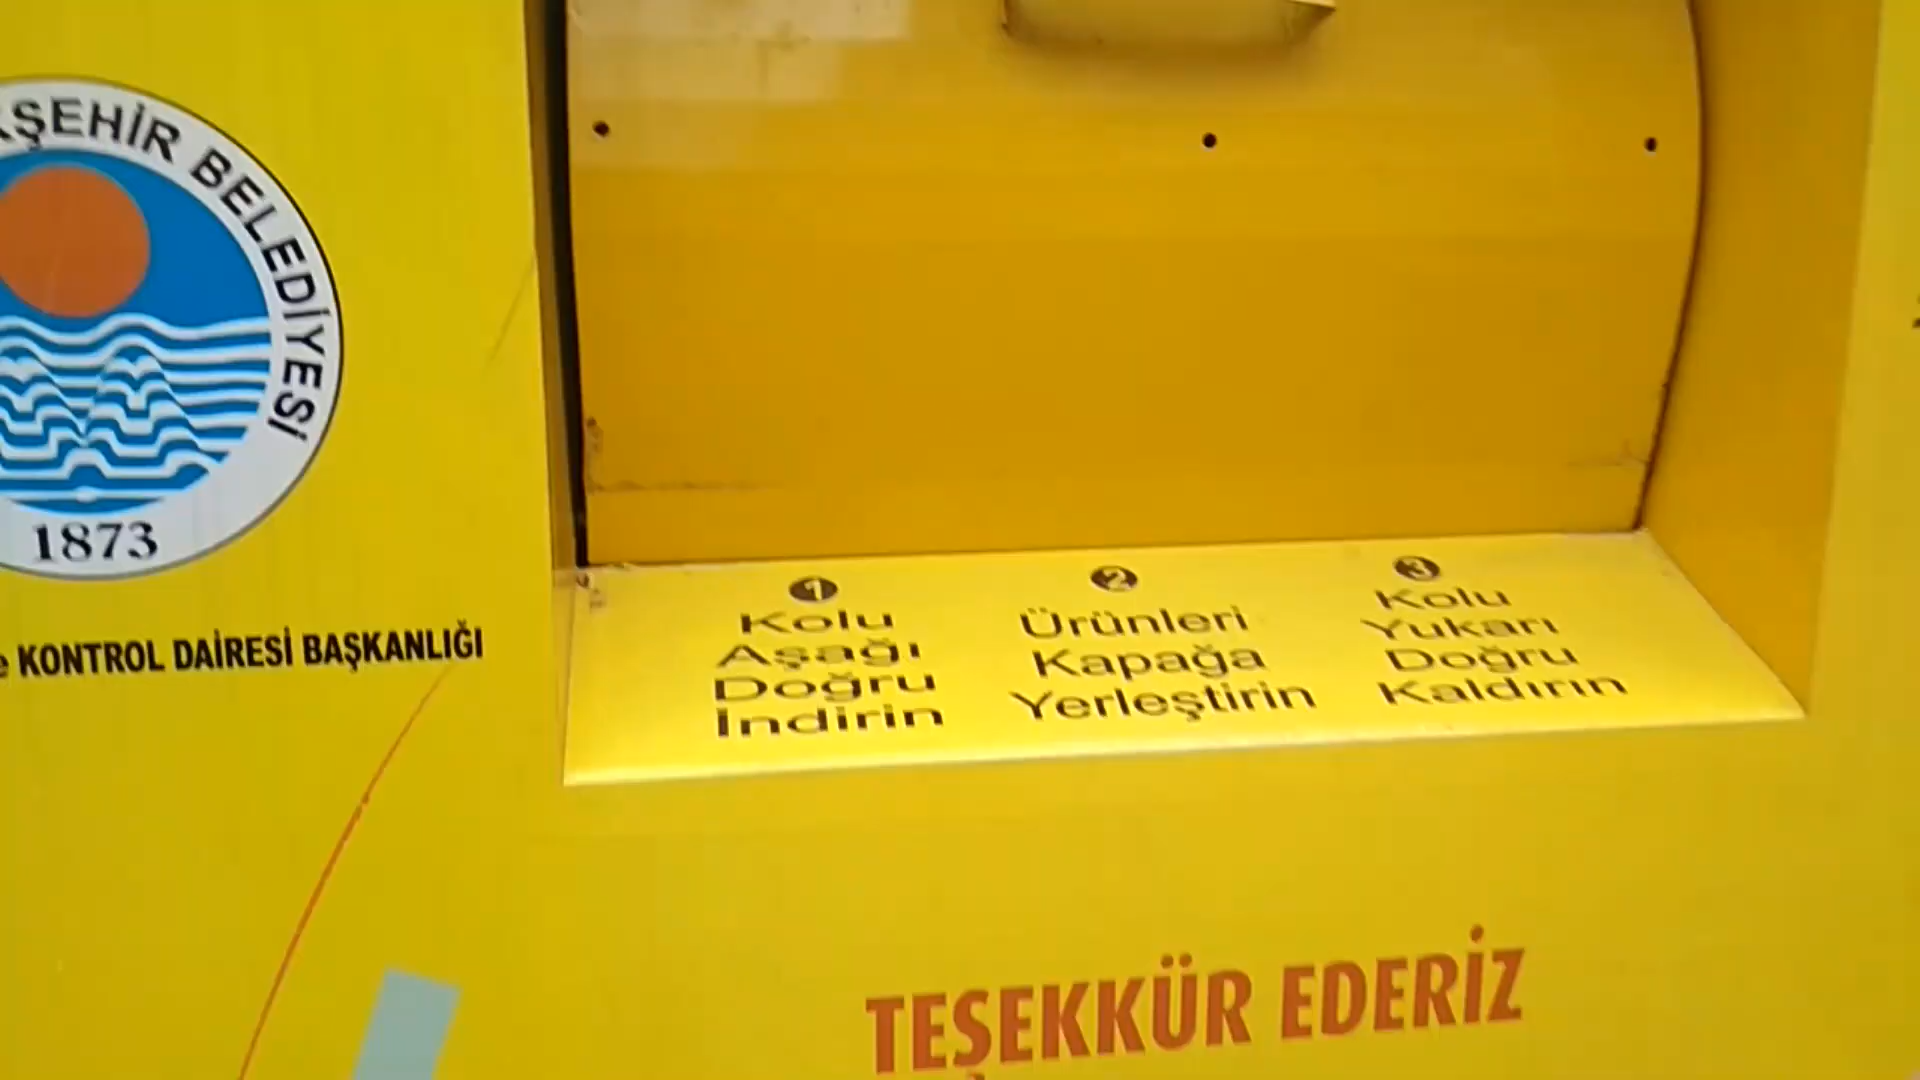 ŞEHİR BELEDİYESİ
1873
KONTROL DAİRESİ BAŞKANLIĞI
1
Kolu
Aşağı
Doğru
İndirin
2
Ürünleri
Kapağa
Yerleştirin
3
Kolu
Yukarı
Doğru
Kaldırın
TEŞEKKÜR EDERİZ